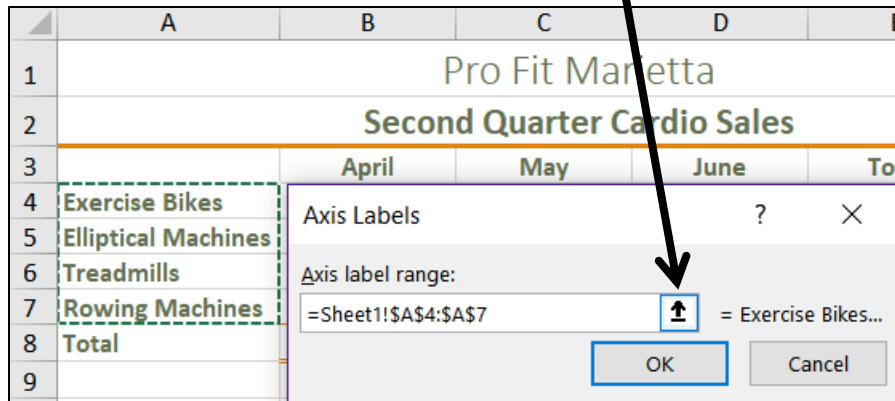 A B C D E
1 Pro Fit Marietta
2 Second Quarter Cardio Sales
3 April May June To
4 Exercise Bikes
5 Elliptical Machines
6 Treadmills
7 Rowing Machines
8 Total
9
Axis Labels ? ×
Axis label range:
=Sheet1!$A$4:$A$7 = Exercise Bikes...
OK Cancel